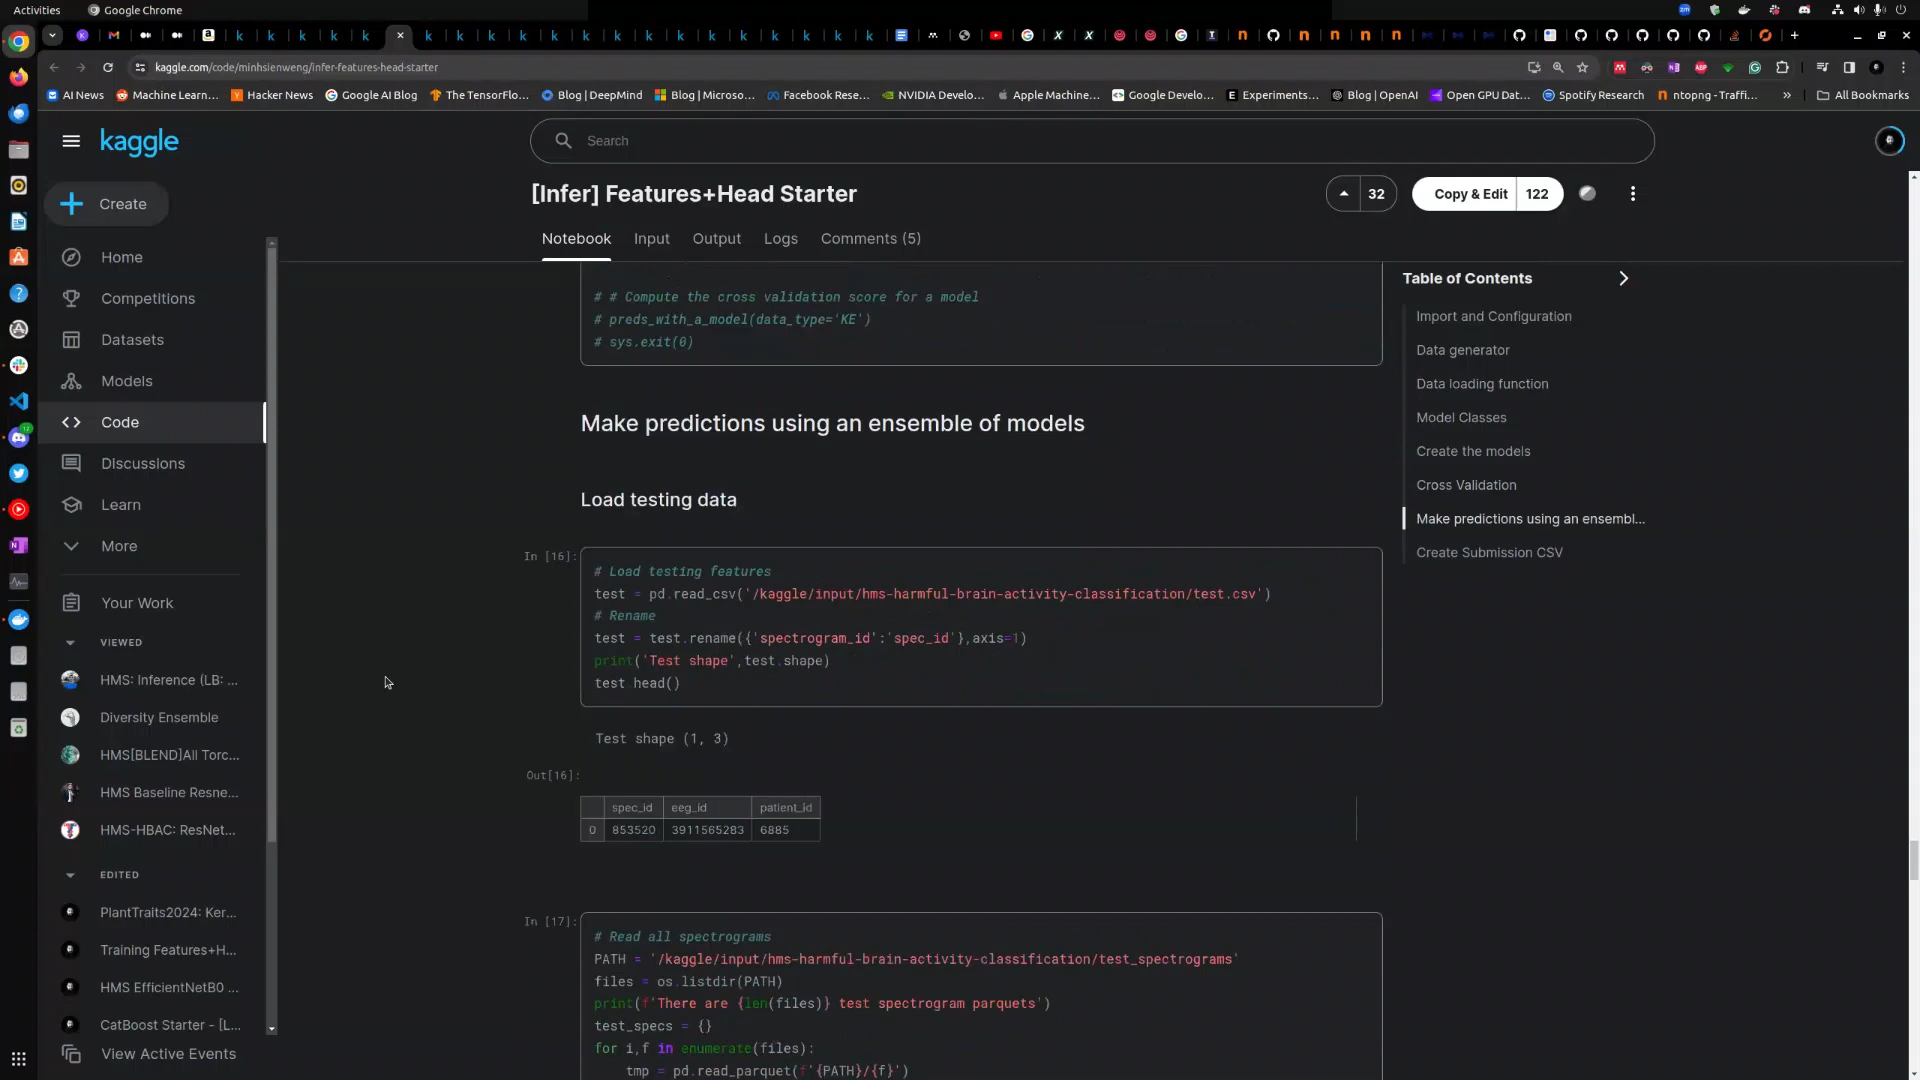 Activities
Google Chrome
kaggle.com/code/minhsienweng/infer-features-head-starter
AI News
Machine Learn...
Hacker News
Google AI Blog
The TensorFlo...
Blog | DeepMind
Blog | Microso...
Facebook Rese...
NVIDIA Develo...
Apple Machine...
Google Develo...
Experiments...
Blog | OpenAI
Open GPU Dat...
Spotify Research
ntopng - Traffi...
»
All Bookmarks
kaggle
Search
Create
Home
Competitions
Datasets
Models
Code
Discussions
Learn
More
Your Work
VIEWED
HMS: Inference (LB: ...
Diversity Ensemble
HMS[BLEND]All Torc...
HMS Baseline Resne...
HMS-HBAC: ResNet...
EDITED
PlantTraits2024: Ker...
Training Features+H...
HMS EfficientNetB0 ...
CatBoost Starter - [L...
View Active Events
[Infer] Features+Head Starter
32
Copy & Edit
122
Notebook
Input
Output
Logs
Comments (5)
# # Compute the cross validation score for a model
# preds_with_a_model(data_type='KE')
# sys.exit(0)
Make predictions using an ensemble of models
Load testing data
In [16]:
# Load testing features
test = pd.read_csv('/kaggle/input/hms-harmful-brain-activity-classification/test.csv')
# Rename
test = test.rename({'spectrogram_id':'spec_id'},axis=1)
print('Test shape',test.shape)
test head()
Test shape (1, 3)
Out[16]:
spec_id eeg_id patient_id
0 853520 3911565283 6885
In [17]:
# Read all spectrograms
PATH = '/kaggle/input/hms-harmful-brain-activity-classification/test_spectrograms'
files = os.listdir(PATH)
print(f'There are {len(files)} test spectrogram parquets')
test_specs = {}
for i,f in enumerate(files):
tmp = pd.read_parquet(f'{PATH}/{f}')
Table of Contents
Import and Configuration
Data generator
Data loading function
Model Classes
Create the models
Cross Validation
Make predictions using an ensembl...
Create Submission CSV